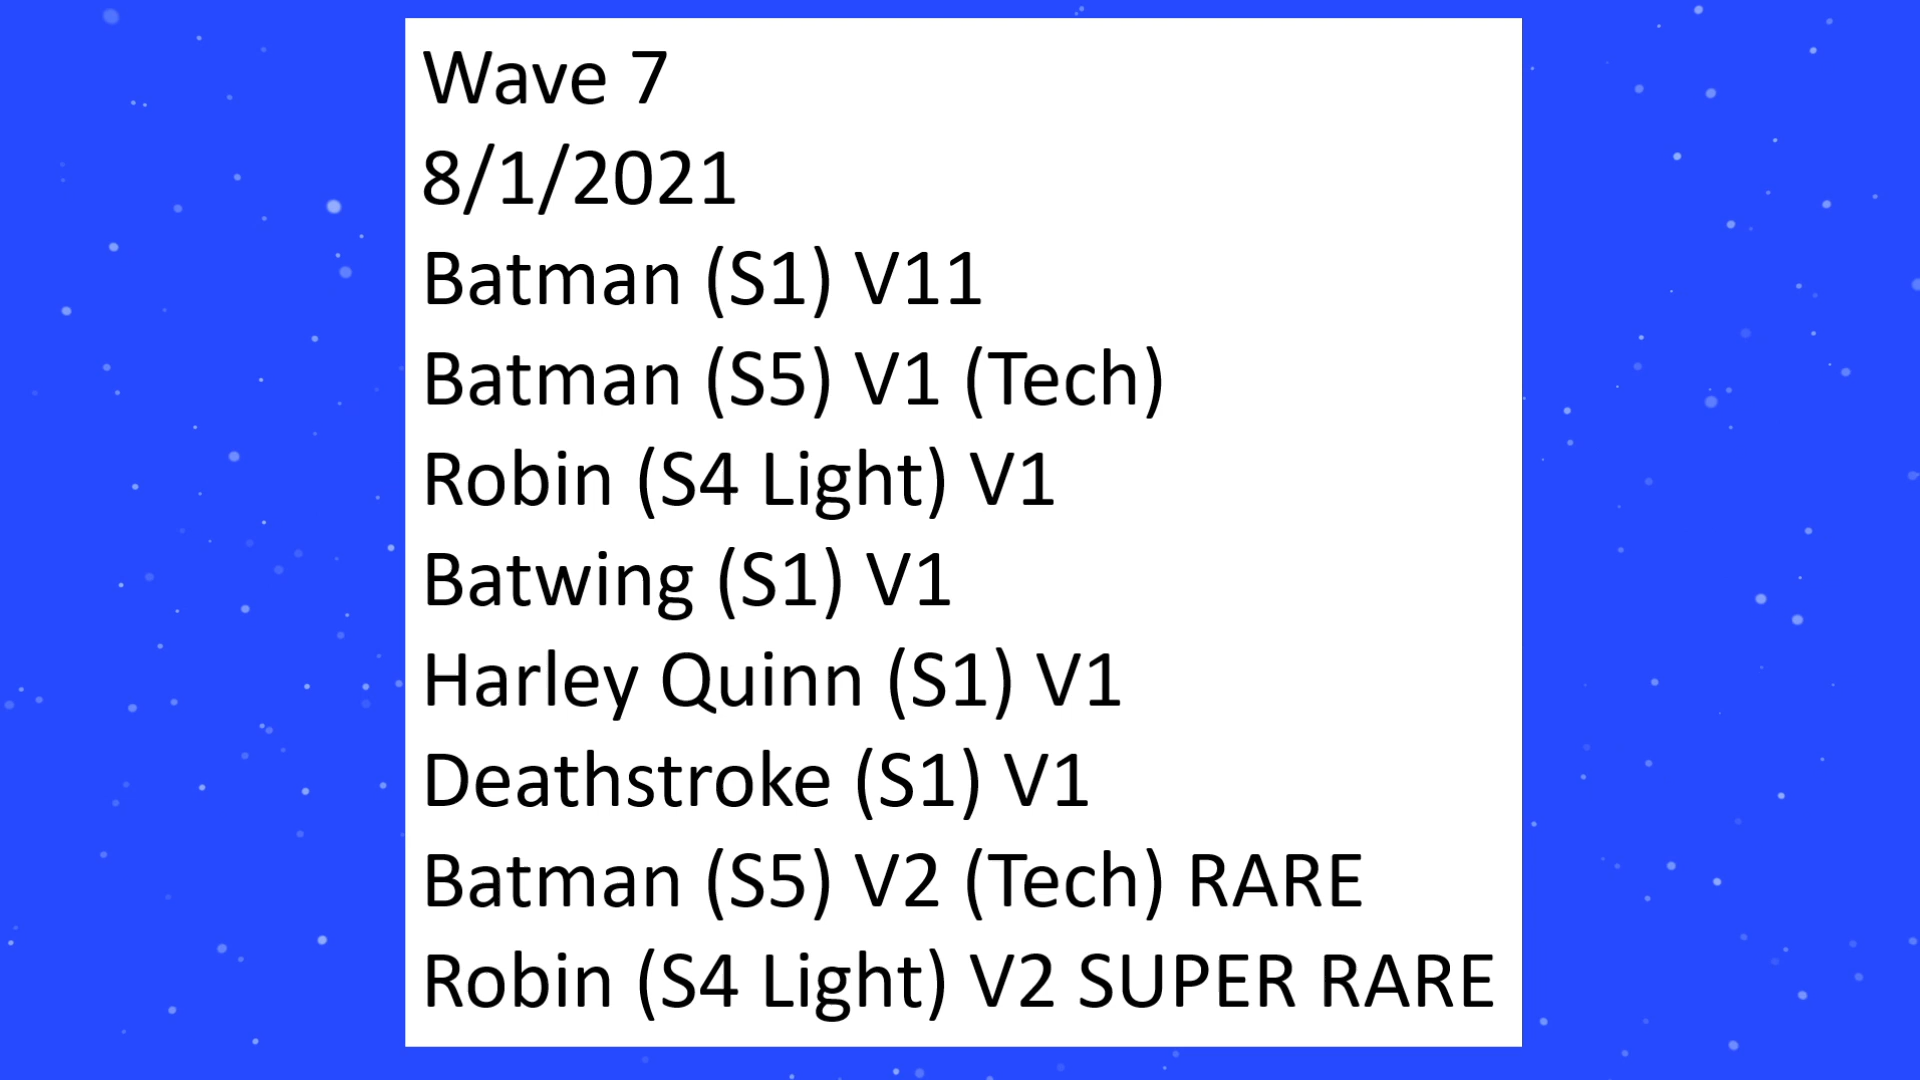 Wave 7
8/1/2021
Batman (S1) V11
Batman (S5) V1 (Tech)
Robin (S4 Light) V1
Batwing (S1) V1
Harley Quinn (S1) V1
Deathstroke (S1) V1
Batman (S5) V2 (Tech) RARE
Robin (S4 Light) V2 SUPER RARE